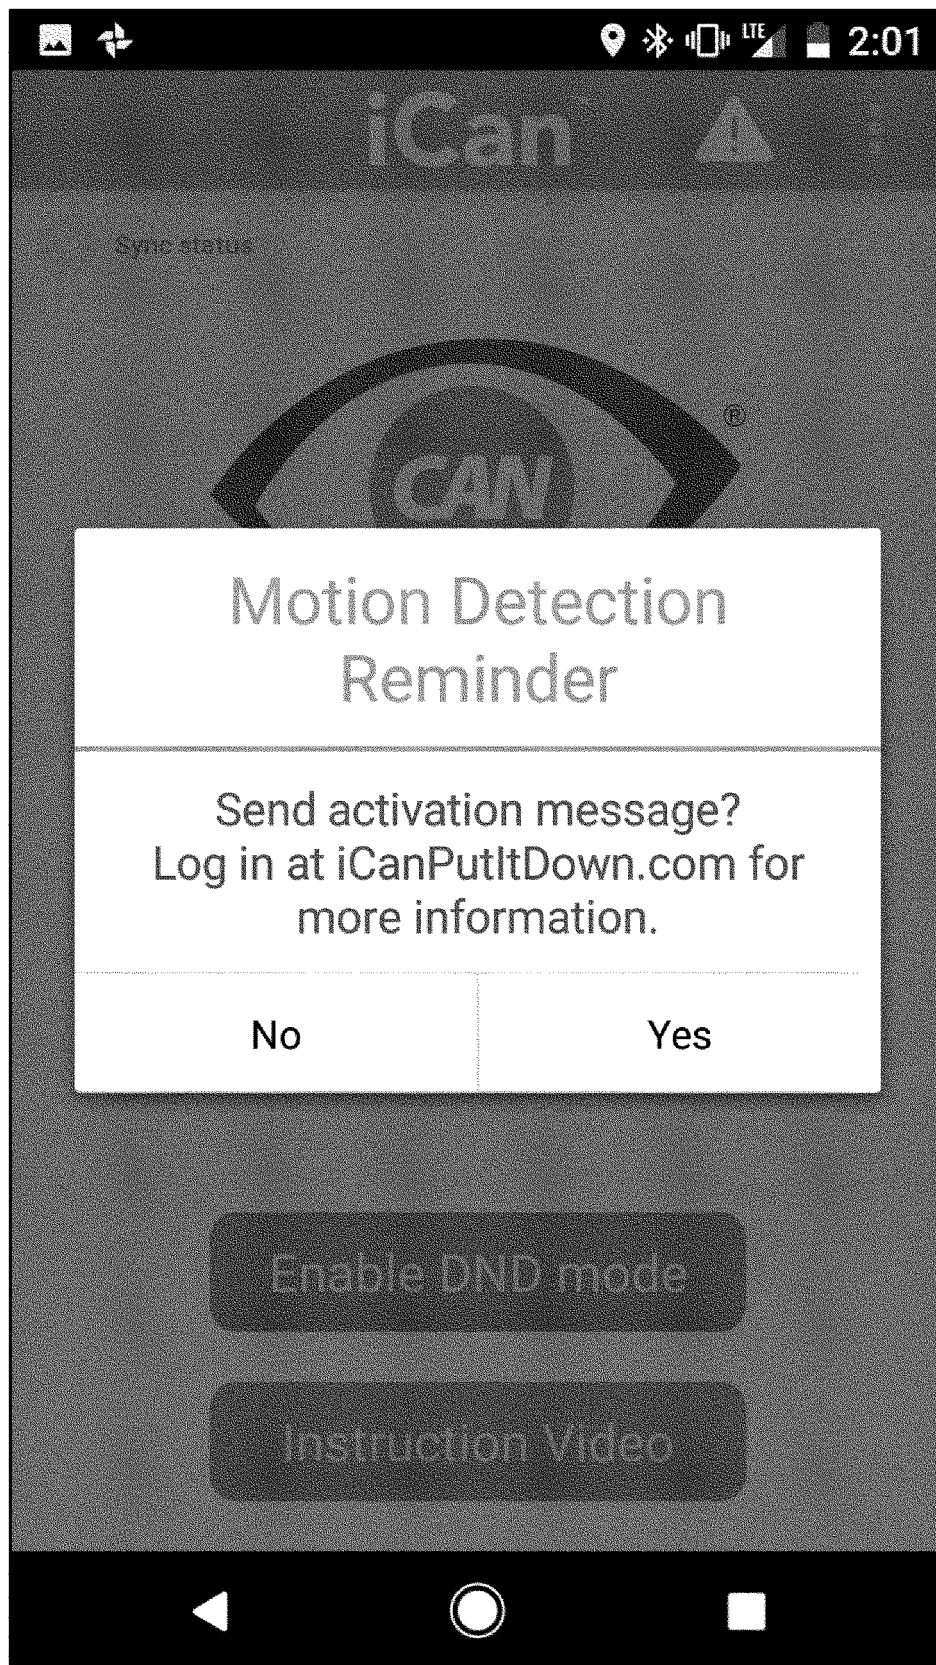 LTE 2:01
iCan
Sync status
®
CAN
Motion Detection
Reminder
Send activation message?
Log in at iCanPutItDown.com for
more information.
No Yes
Enable DND mode
Instruction Video